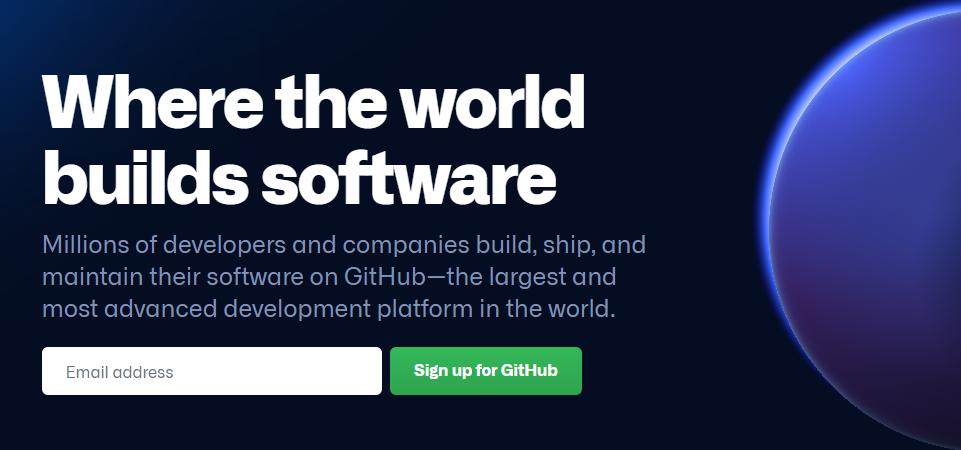 Where the world
builds software
Millions of developers and companies build, ship, and
maintain their software on GitHub—the largest and
most advanced development platform in the world.
Email address
Sign up for GitHub